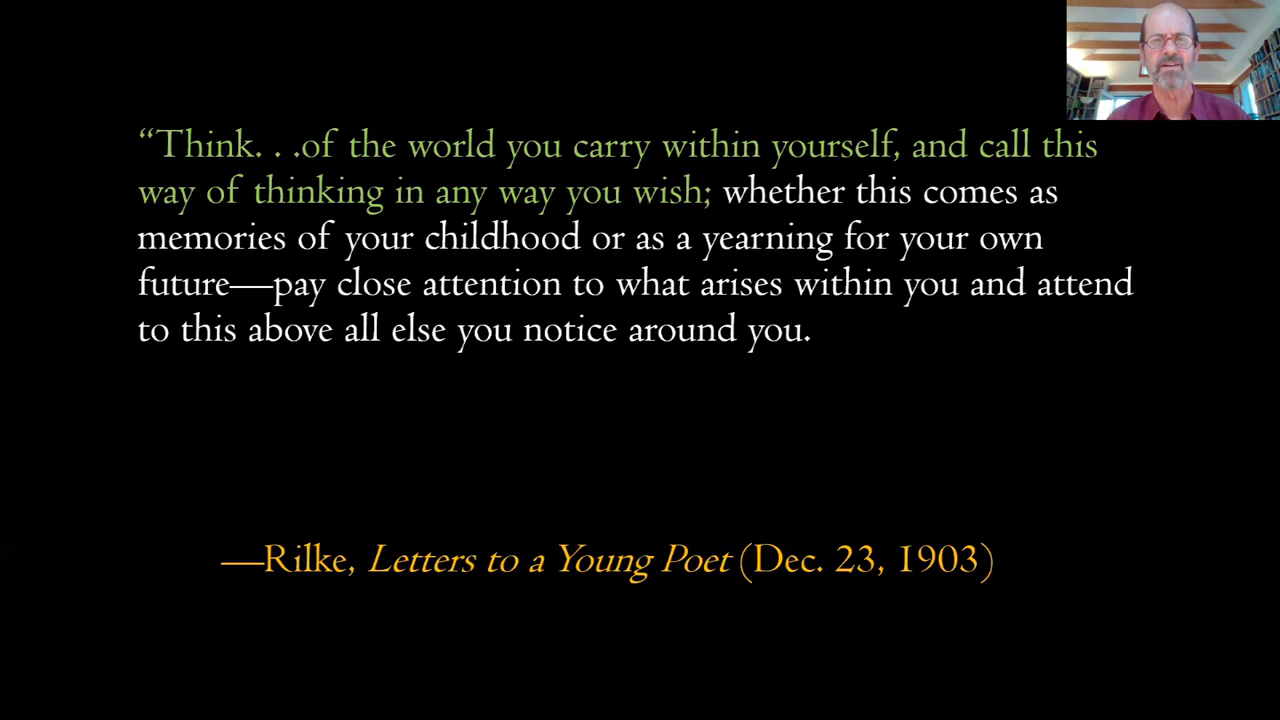 “Think. . .of the world you carry within yourself, and call this
way of thinking in any way you wish; whether this comes as
memories of your childhood or as a yearning for your own
future—pay close attention to what arises within you and attend
to this above all else you notice around you.
—Rilke, Letters to a Young Poet (Dec. 23, 1903)